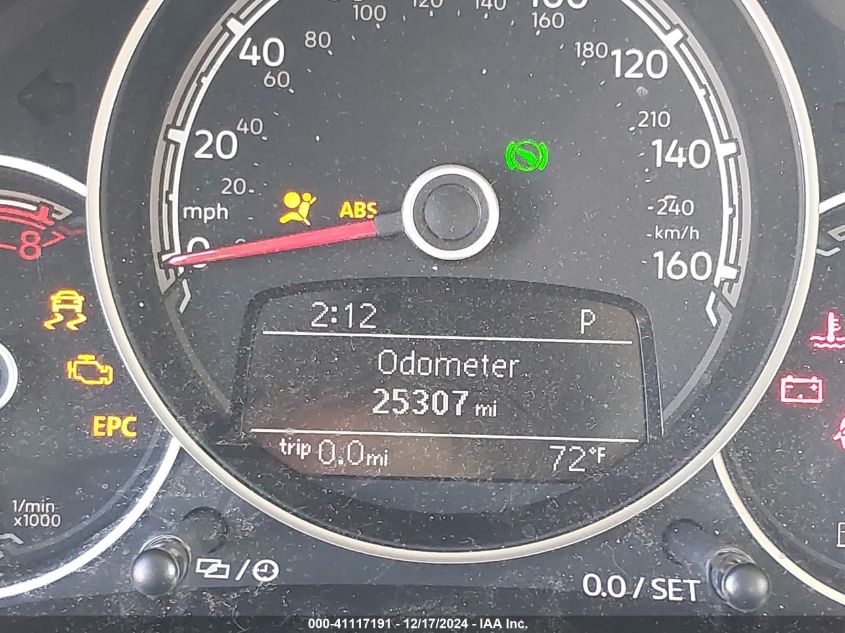 100 120 140 160
40 80 180 120
60
20 40 210 140
20
mph 240
km/h
0 160
ABS
8
EPC
1/min
x1000
2:12 P
Odometer
25307 mi
trip 0.0 mi 72°F
0.0 / SET
000-41117191 - 12/17/2024 - IAA Inc.